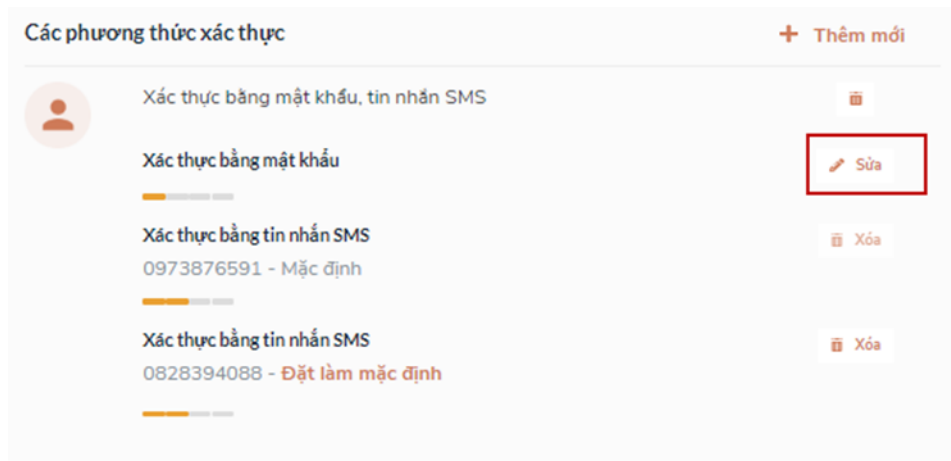 Các phương thức xác thực
+ Thêm mới
Xác thực bằng mật khẩu, tin nhắn SMS
Xác thực bằng mật khẩu
Sửa
Xác thực bằng tin nhắn SMS
Xóa
0973876591 - Mặc định
Xác thực bằng tin nhắn SMS
Xóa
0828394088 - Đặt làm mặc định